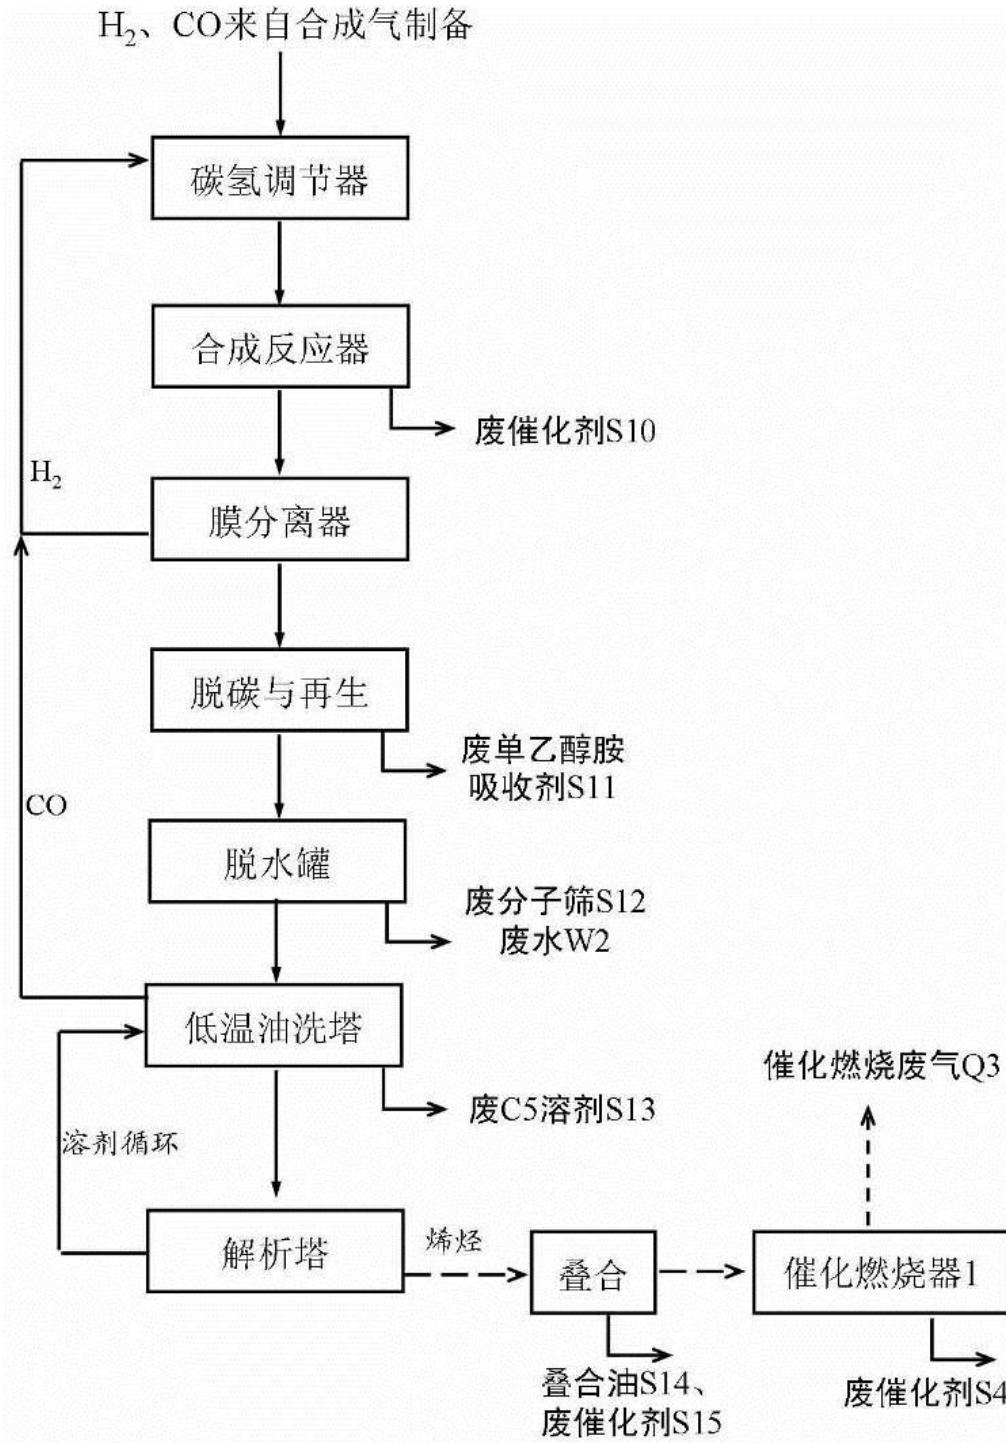 H₂、CO来自合成气制备
碳氢调节器
合成反应器
废催化剂S10
H₂
膜分离器
脱碳与再生
废单乙醇胺
吸收剂S11
CO
脱水罐
废分子筛S12
废水W2
低温油洗塔
催化燃烧废气Q3
废C5溶剂S13
溶剂循环
解析塔
烯烃
叠合
催化燃烧器1
叠合油S14、
废催化剂S15
废催化剂S4